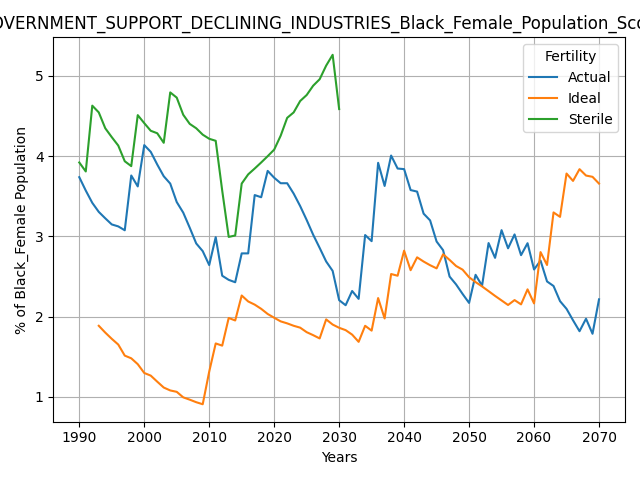 OVERNMENT_SUPPORT_DECLINING_INDUSTRIES_Black_Female_Population_Sco
Fertility
Actual
Ideal
Sterile
% of Black_Female Population
5
4
3
2
1
1990 2000 2010 2020 2030 2040 2050 2060 2070
Years